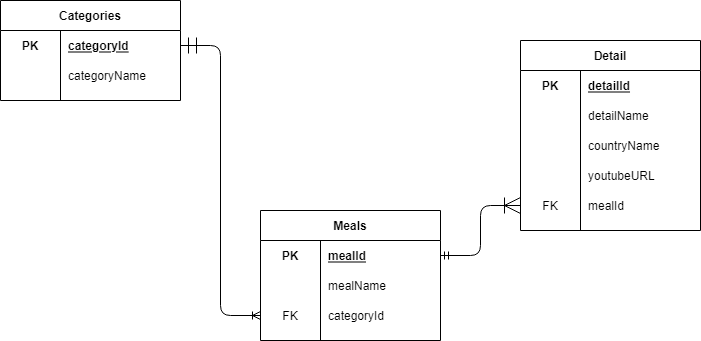 Categories
PK categoryId
categoryName
Detail
PK detailId
detailName
countryName
youtubeURL
FK mealId
Meals
PK mealId
mealName
FK categoryId